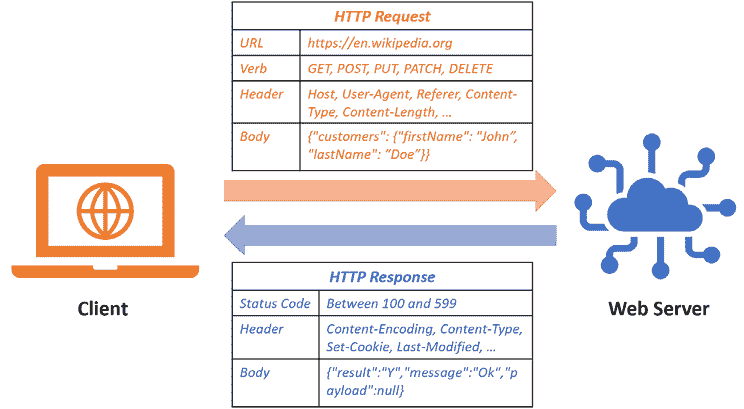 HTTP Request
URL https://en.wikipedia.org
Verb GET, POST, PUT, PATCH, DELETE
Header Host, User-Agent, Referer, Content-
Type, Content-Length, ...
Body {"customers": {"firstName": "John”,
"lastName": “Doe”}}
Client
Web Server
HTTP Response
Status Code Between 100 and 599
Header Content-Encoding, Content-Type,
Set-Cookie, Last-Modified, ...
Body {"result":"Y","message":"Ok","p
ayload":null}